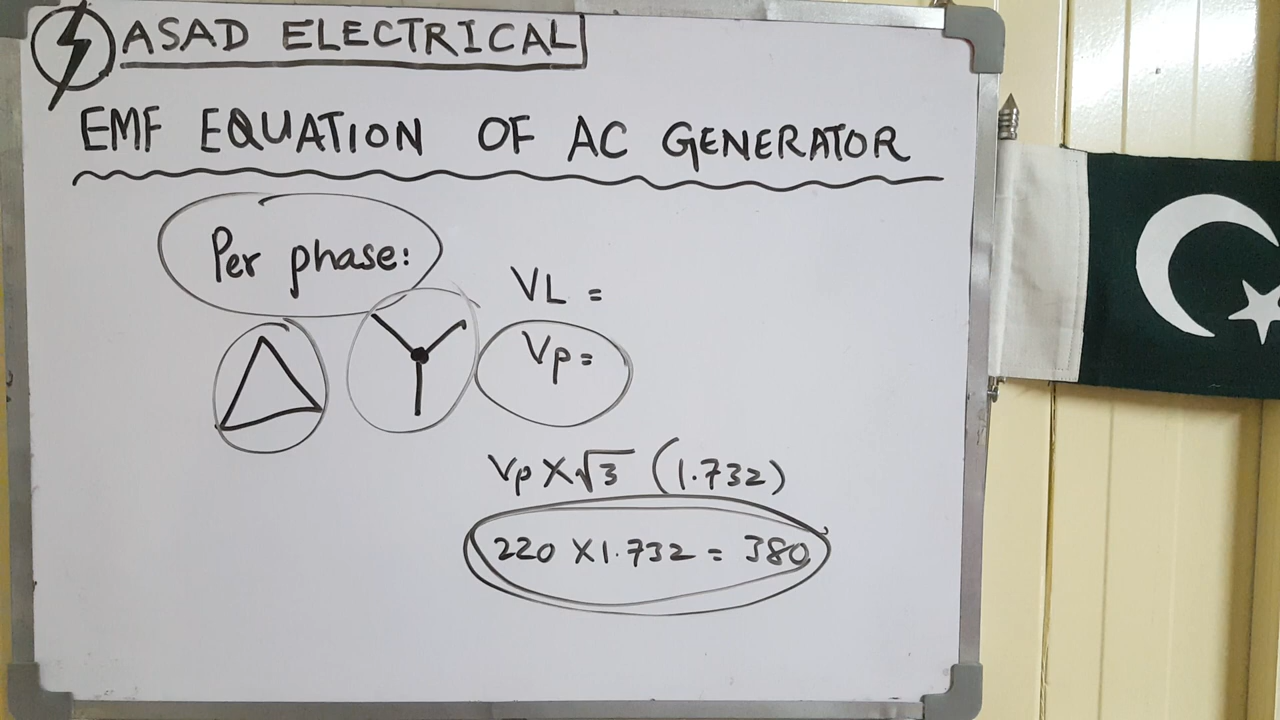 ASAD ELECTRICAL
EMF EQUATION OF AC GENERATOR
Per phase:
VL =
Vp =
Vp X √3 (1.732)
220 X 1.732 = 380